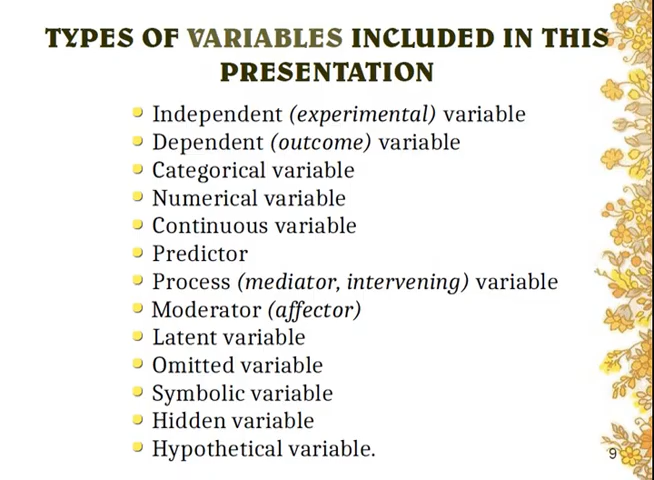 TYPES OF VARIABLES INCLUDED IN THIS
PRESENTATION
Independent (experimental) variable
Dependent (outcome) variable
Categorical variable
Numerical variable
Continuous variable
Predictor
Process (mediator, intervening) variable
Moderator (affector)
Latent variable
Omitted variable
Symbolic variable
Hidden variable
Hypothetical variable.
9